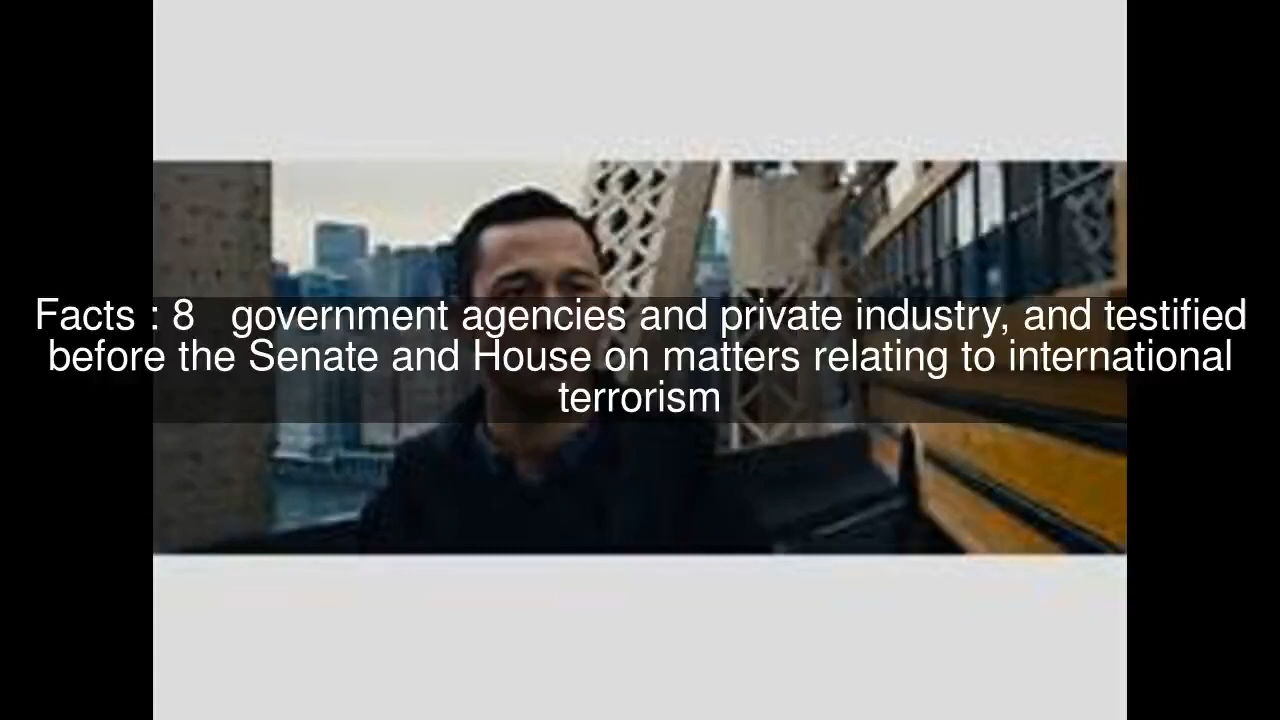 Facts : 8   government agencies and private industry, and testified
before the Senate and House on matters relating to international
terrorism